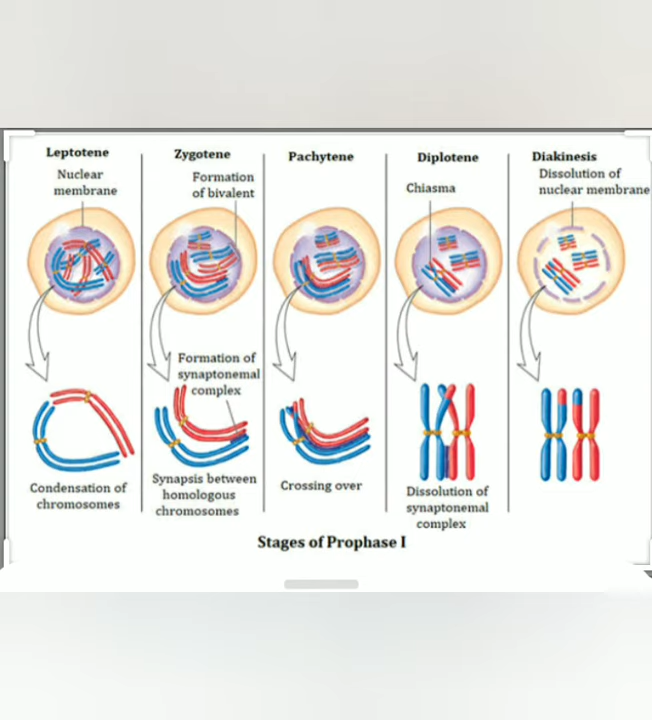 Leptotene
Nuclear
membrane
Condensation of
chromosomes
Zygotene
Formation
of bivalent
Formation of
synaptonemal
complex
Synapsis between
homologous
chromosomes
Pachytene
Crossing over
Diplotene
Chiasma
Dissolution of
synaptonemal
complex
Diakinesis
Dissolution of
nuclear membrane
Stages of Prophase I